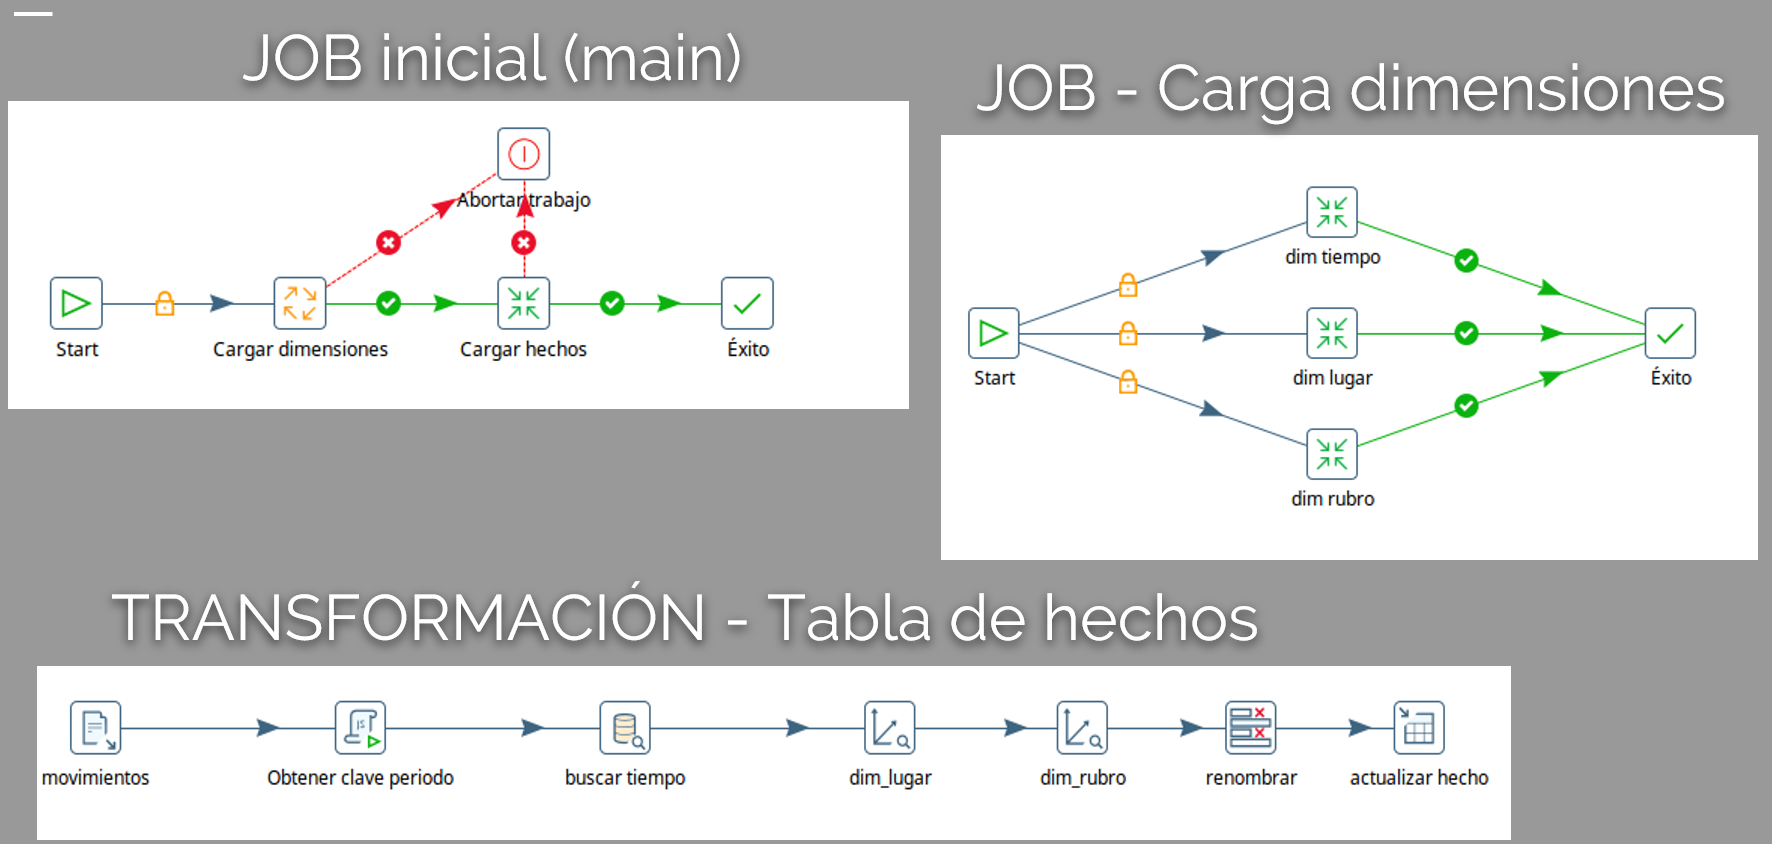 JOB inicial (main)
Abortar trabajo
Start
Cargar dimensiones
Cargar hechos
Éxito
JOB - Carga dimensiones
dim tiempo
Start
dim lugar
Éxito
dim rubro
TRANSFORMACIÓN - Tabla de hechos
movimientos
Obtener clave periodo
buscar tiempo
dim_lugar
dim_rubro
renombrar
actualizar hecho